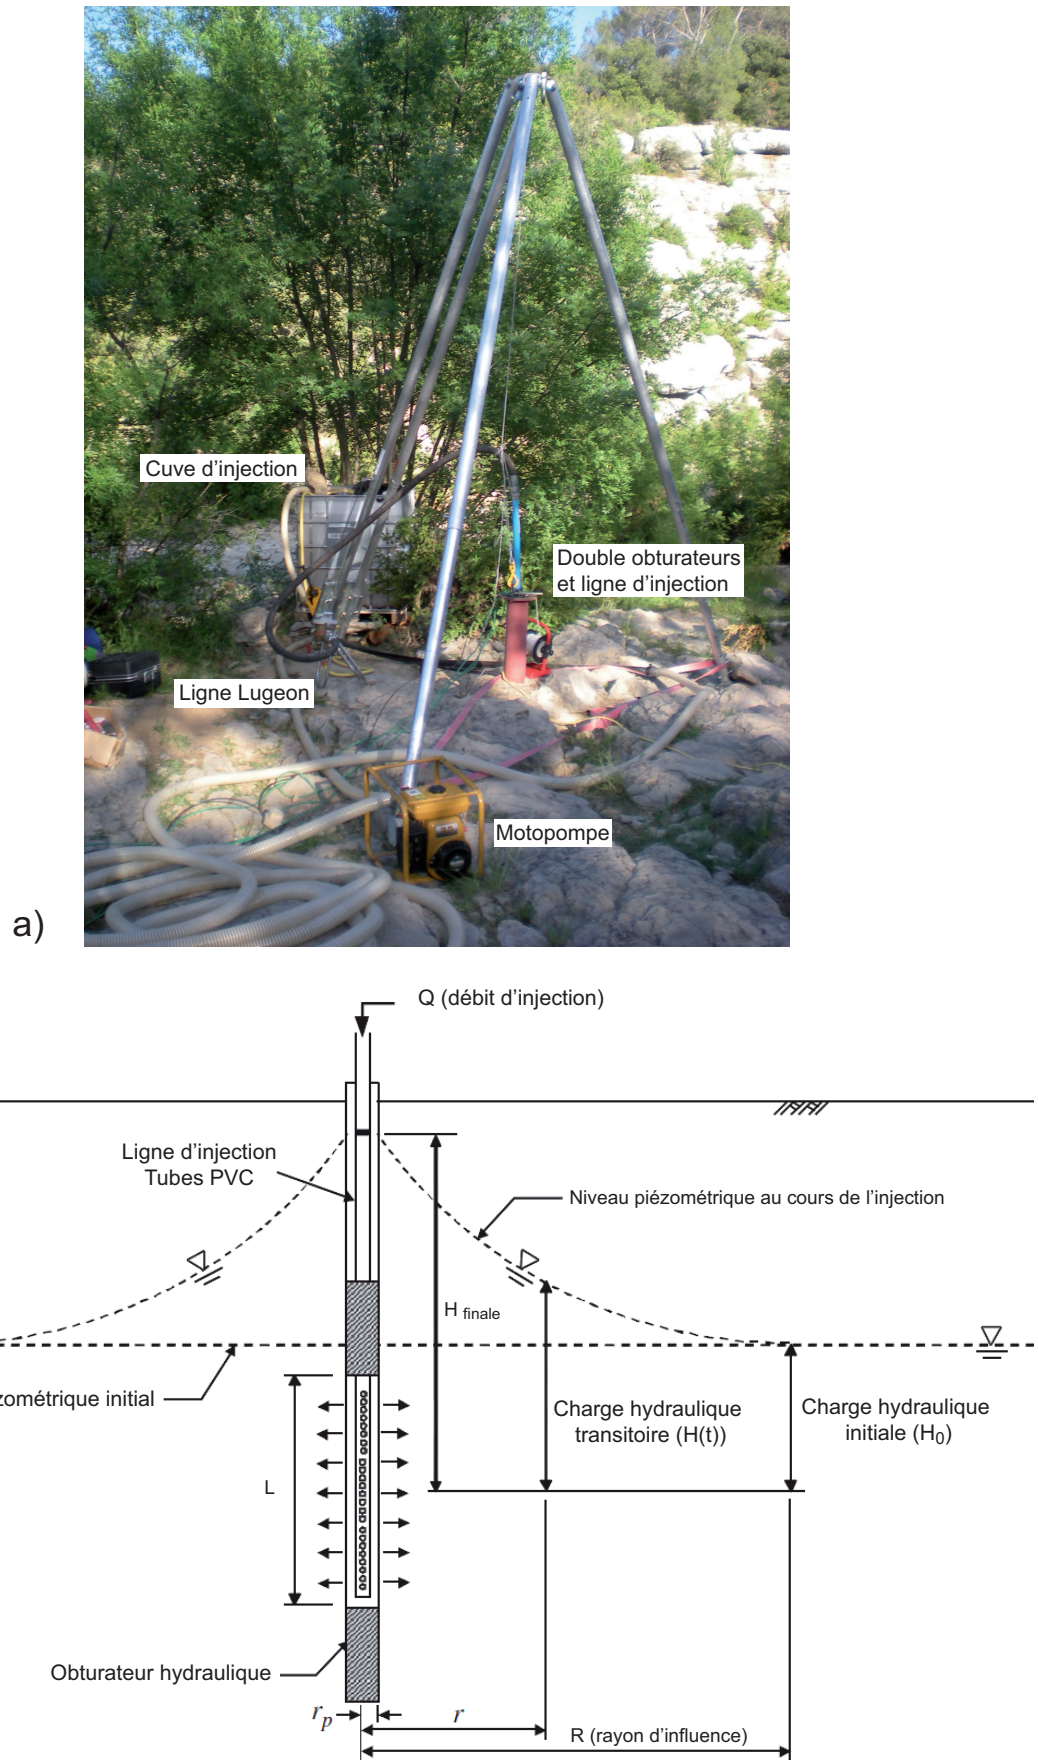 Cuve d'injection
Double obturateurs
et ligne d'injection
Ligne Lugeon
Motopompe
a)
Q (débit d'injection)
Ligne d'injection
Tubes PVC
Niveau piézométrique au cours de l'injection
H finale
zométrique initial
Charge hydraulique
transitoire (H(t))
Charge hydraulique
initiale (H0)
L
Obturateur hydraulique
rp
r
R (rayon d'influence)